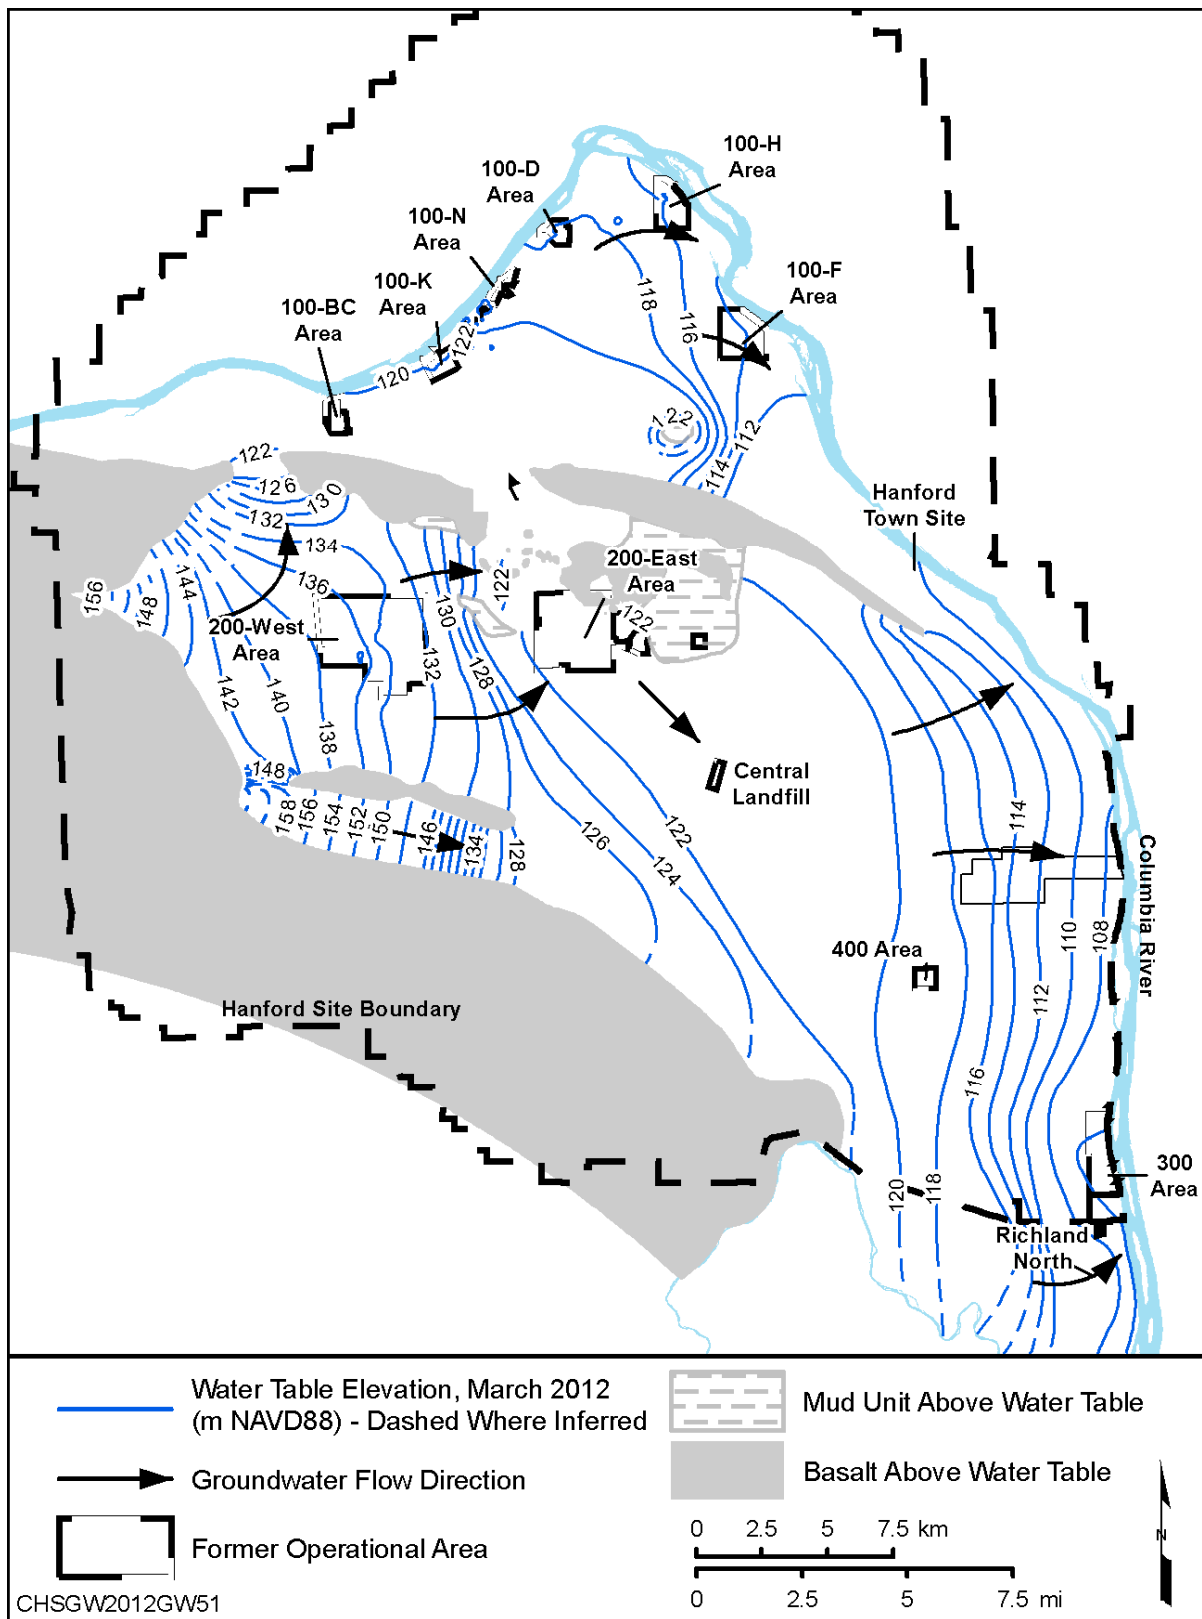 100-H
Area
100-D
Area
100-N
Area
100-K
Area
100-BC
Area
100-F
Area
118
116
122
120
122
112
114
122
126
130
132
134
136
144
148
156
Hanford
Town Site
200-East
Area
122
122
130
200-West
Area
132
128
142
140
138
148
158
156
154
152
150
146
134
128
126
124
122
Central
Landfill
114
110
108
112
116
400 Area
Columbia River
Hanford Site Boundary
120
118
300
Area
Richland
North
Water Table Elevation, March 2012
(m NAVD88) - Dashed Where Inferred
Groundwater Flow Direction
Former Operational Area
Mud Unit Above Water Table
Basalt Above Water Table
0 2.5 5 7.5 km
0 2.5 5 7.5 mi
N
CHSGW2012GW51